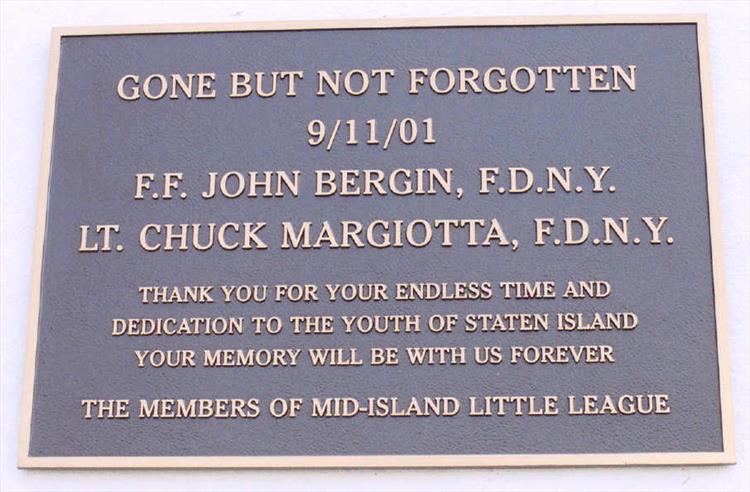 GONE BUT NOT FORGOTTEN
9/11/01
F.F. JOHN BERGIN, F.D.N.Y.
LT. CHUCK MARGIOTTA, F.D.N.Y.
THANK YOU FOR YOUR ENDLESS TIME AND
DEDICATION TO THE YOUTH OF STATEN ISLAND
YOUR MEMORY WILL BE WITH US FOREVER
THE MEMBERS OF MID-ISLAND LITTLE LEAGUE